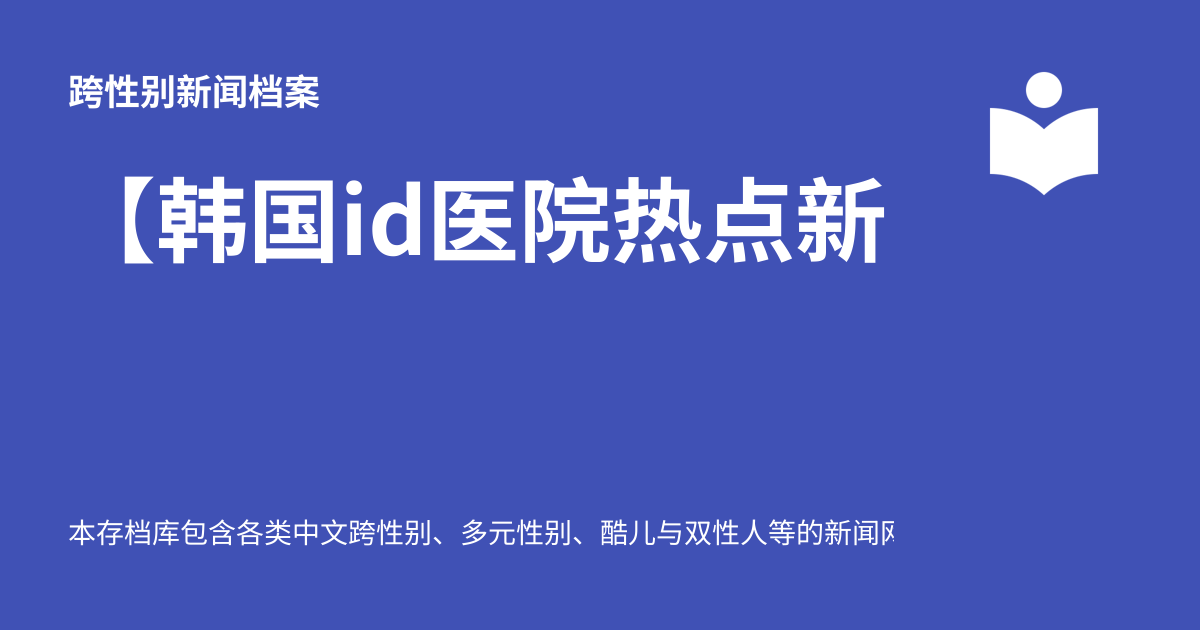 跨性别新闻档案
【韩国id医院热点新
本存档库包含各类中文跨性别、多元性别、酷儿与双性人等的新闻